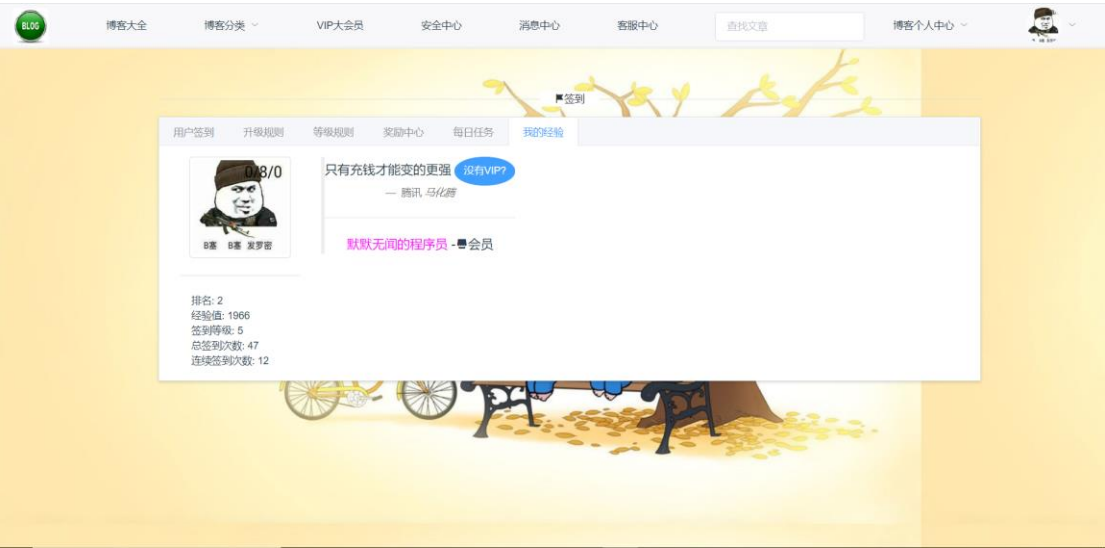 BLOG 博客大全 博客分类 VIP大会员 安全中心 消息中心 客服中心 查找文章 博客个人中心
签到
用户签到 升级规则 等级规则 奖励中心 每日任务 我的经验
0/8/0
B寨 B寨 发罗密
只有充钱才能变的更强 没有VIP?
— 腾讯 马化腾
默默无闻的程序员 - 会员
排名: 2
经验值: 1966
签到等级: 5
总签到次数: 47
连续签到次数: 12